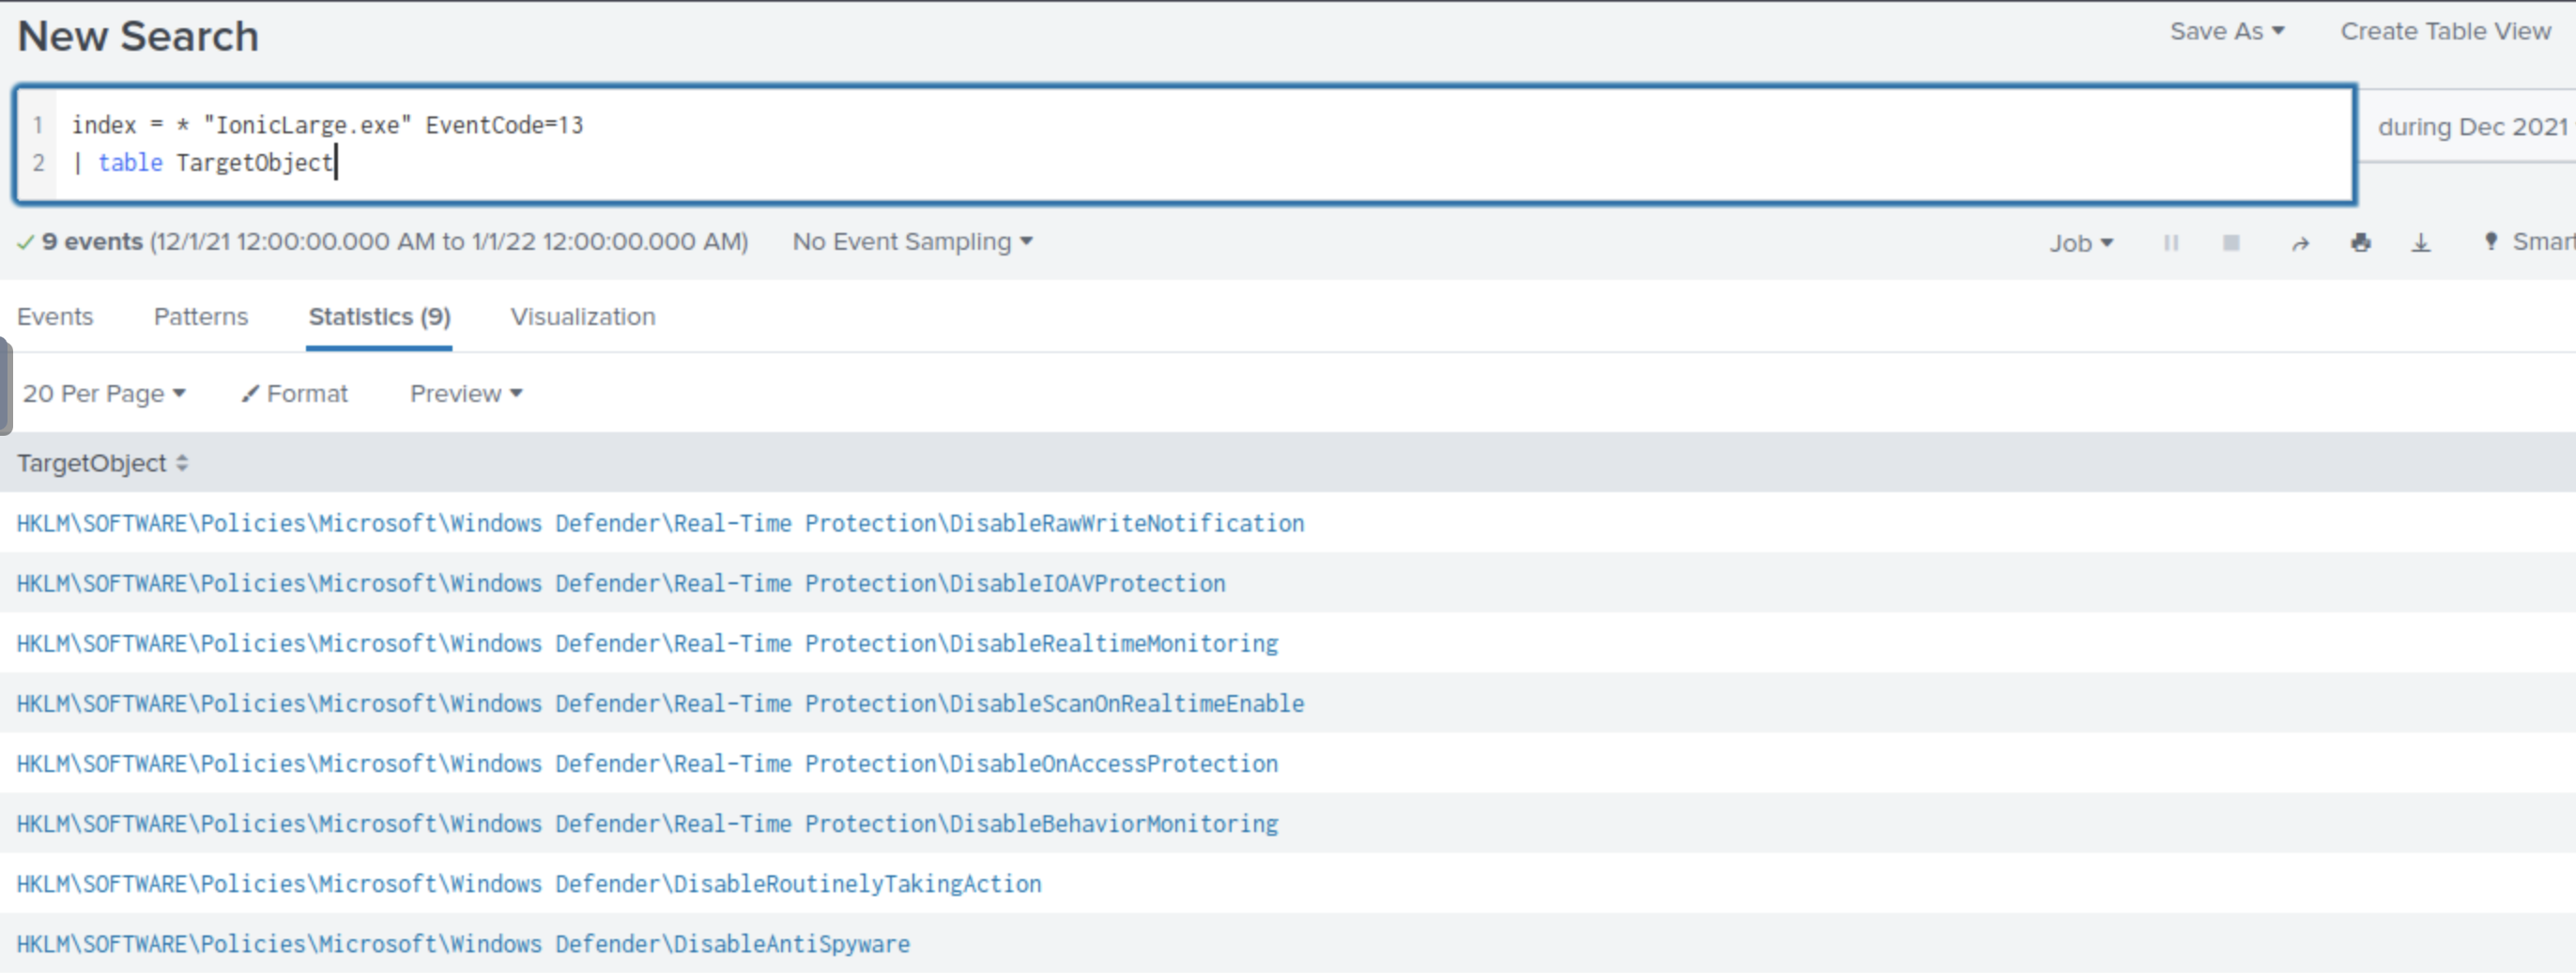 New Search
Save As
Create Table View
1 index = * "IonicLarge.exe" EventCode=13
during Dec 2021
2 | table TargetObject
9 events (12/1/21 12:00:00.000 AM to 1/1/22 12:00:00.000 AM)
No Event Sampling
Job
Smart
Events
Patterns
Statistics (9)
Visualization
20 Per Page
Format
Preview
TargetObject
HKLM\SOFTWARE\Policies\Microsoft\Windows Defender\Real-Time Protection\DisableRawWriteNotification
HKLM\SOFTWARE\Policies\Microsoft\Windows Defender\Real-Time Protection\DisableIOAVProtection
HKLM\SOFTWARE\Policies\Microsoft\Windows Defender\Real-Time Protection\DisableRealtimeMonitoring
HKLM\SOFTWARE\Policies\Microsoft\Windows Defender\Real-Time Protection\DisableScanOnRealtimeEnable
HKLM\SOFTWARE\Policies\Microsoft\Windows Defender\Real-Time Protection\DisableOnAccessProtection
HKLM\SOFTWARE\Policies\Microsoft\Windows Defender\Real-Time Protection\DisableBehaviorMonitoring
HKLM\SOFTWARE\Policies\Microsoft\Windows Defender\DisableRoutinelyTakingAction
HKLM\SOFTWARE\Policies\Microsoft\Windows Defender\DisableAntiSpyware